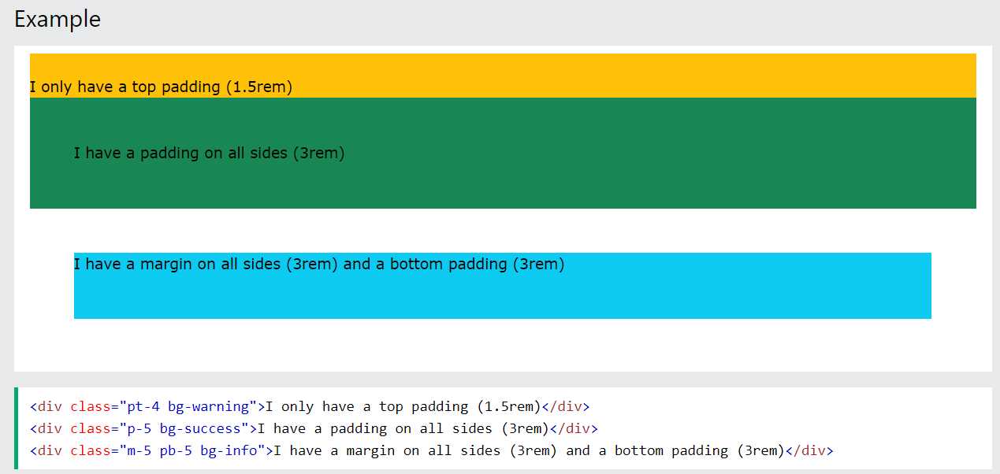 Example
I only have a top padding (1.5rem)
I have a padding on all sides (3rem)
I have a margin on all sides (3rem) and a bottom padding (3rem)
<div class="pt-4 bg-warning">I only have a top padding (1.5rem)</div>
<div class="p-5 bg-success">I have a padding on all sides (3rem)</div>
<div class="m-5 pb-5 bg-info">I have a margin on all sides (3rem) and a bottom padding (3rem)</div>